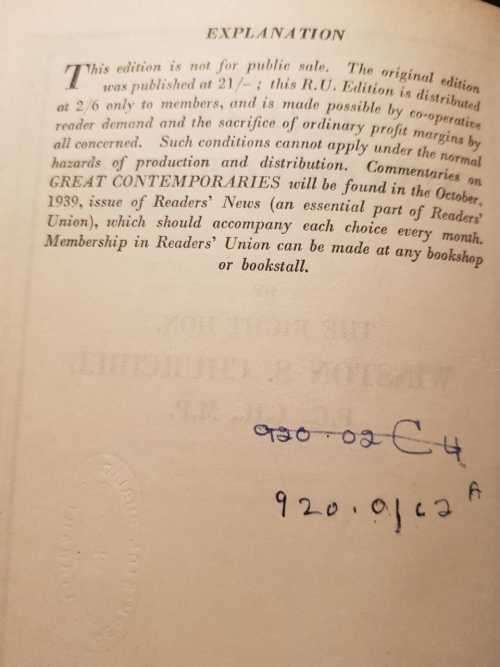 EXPLANATION
This edition is not for public sale. The original edition
was published at 21/– ; this R.U. Edition is distributed
at 2/6 only to members, and is made possible by co-operative
reader demand and the sacrifice of ordinary profit margins by
all concerned. Such conditions cannot apply under the normal
hazards of production and distribution. Commentaries on
GREAT CONTEMPORARIES will be found in the October,
1939, issue of Readers' News (an essential part of Readers'
Union), which should accompany each choice every month.
Membership in Readers' Union can be made at any bookshop
or bookstall.
THE RIGHT HON.
WINSTON S. CHURCHILL
920.02 C4
920.0
A